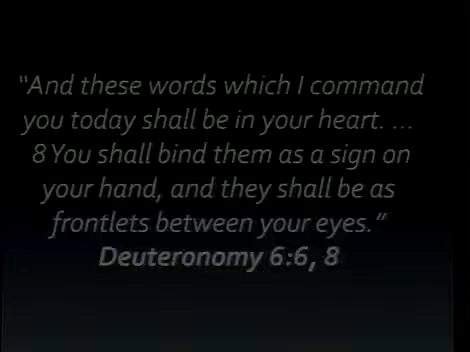 "And these words which I command
you today shall be in your heart. ...
8 You shall bind them as a sign on
your hand, and they shall be as
frontlets between your eyes."
Deuteronomy 6:6, 8